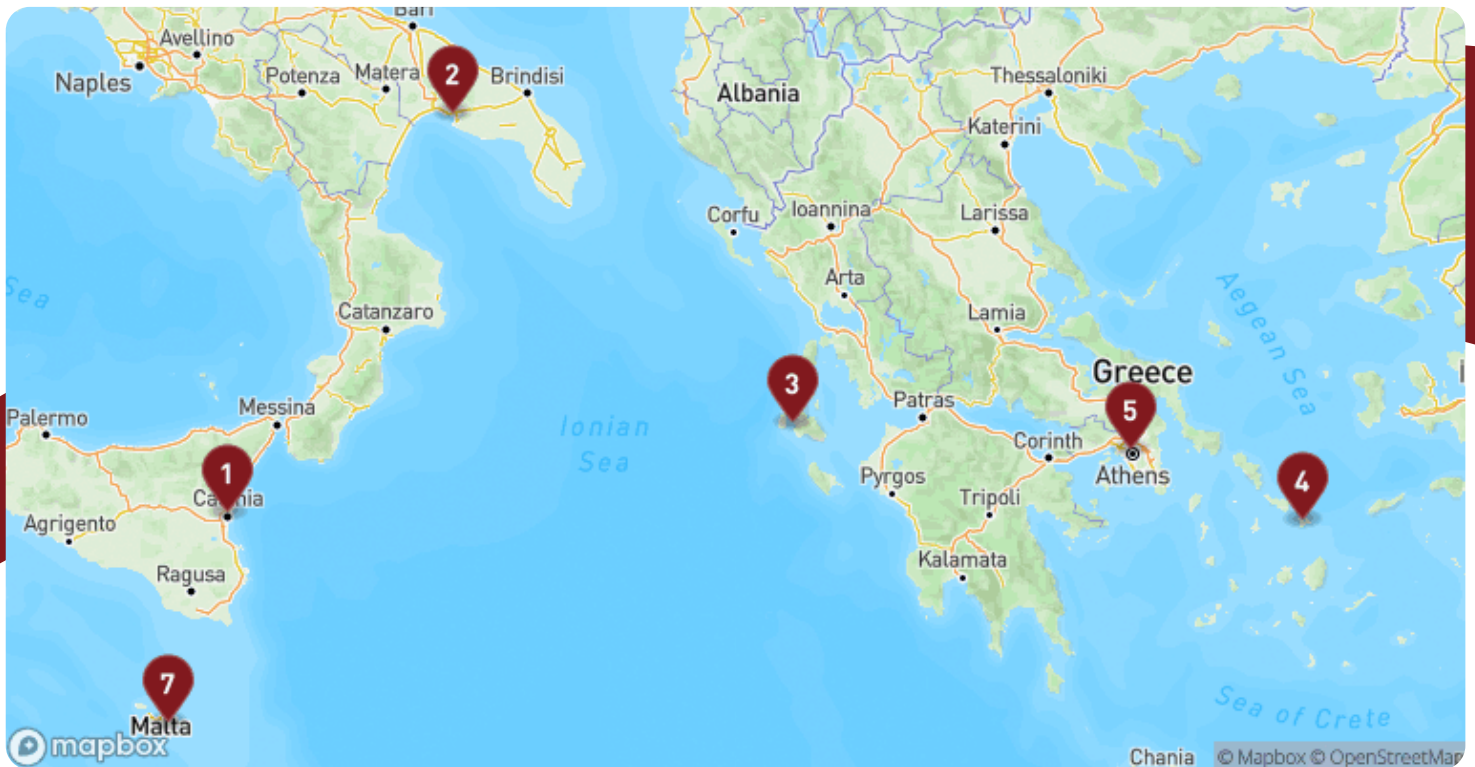 Bari
Avellino
Naples
Potenza
Matera
2
Brindisi
Albania
Thessaloniki
Katerini
Corfu
Ioannina
Larissa
Sea
Arta
Aegean Sea
Catanzaro
Lamia
Greece
3
5
Palermo
Messina
Patras
Ionian
Sea
Corinth
1
4
Athens
Pyrgos
Agrigento
Tripoli
Kalamata
Ragusa
7
Malta
Sea of Crete
mapbox
Chania
© Mapbox © OpenStreetMap